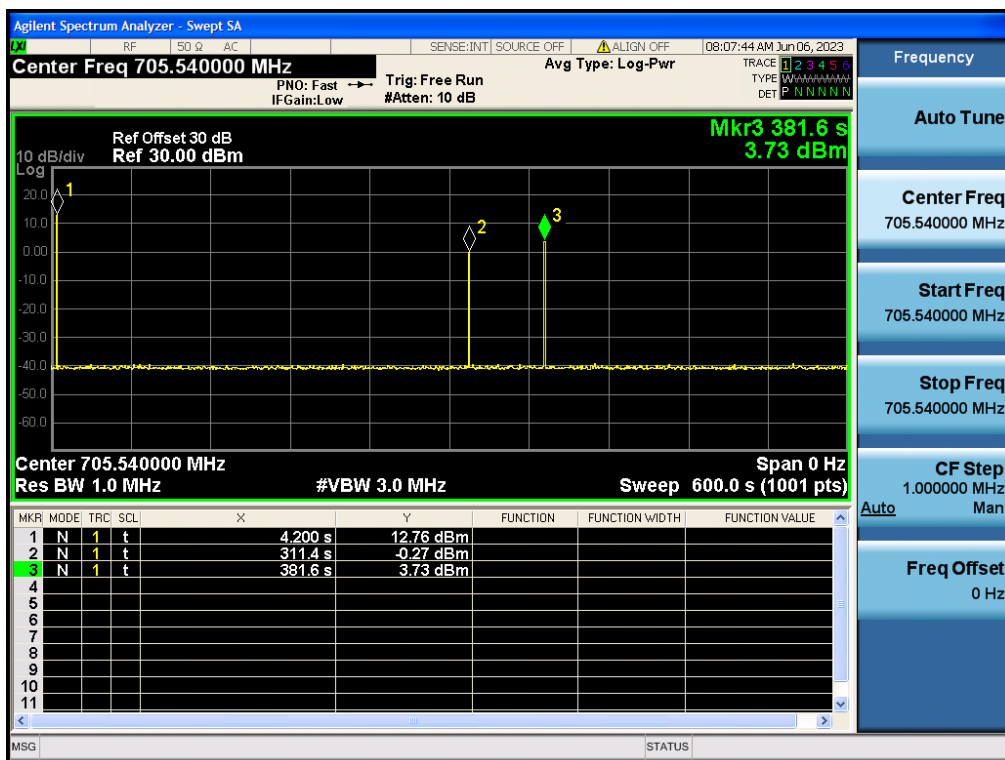 Agilent Spectrum Analyzer - Swept SA
LXI RF 50 Ω AC SENSE:INT SOURCE OFF ALIGN OFF 08:07:44 AM Jun 06, 2023
Center Freq 705.540000 MHz
PNO: Fast
IFGain:Low
Trig: Free Run
#Atten: 10 dB
Avg Type: Log-Pwr
TRACE 1 2 3 4 5 6
TYPE WWWWWW
DET P N N N N N
Mkr3 381.6 s
3.73 dBm
Ref Offset 30 dB
Ref 30.00 dBm
10 dB/div
Log
20.0
10.0
0.00
-10.0
-20.0
-30.0
-40.0
-50.0
-60.0
1
2
3
Center 705.540000 MHz Span 0 Hz
Res BW 1.0 MHz #VBW 3.0 MHz Sweep 600.0 s (1001 pts)
MKR MODE TRC SCL X Y FUNCTION FUNCTION WIDTH FUNCTION VALUE
1 N 1 t 4.200 s 12.76 dBm
2 N 1 t 311.4 s -0.27 dBm
3 N 1 t 381.6 s 3.73 dBm
4
5
6
7
8
9
10
11
MSG STATUS
Frequency
Auto Tune
Center Freq
705.540000 MHz
Start Freq
705.540000 MHz
Stop Freq
705.540000 MHz
CF Step
1.000000 MHz
Auto Man
Freq Offset
0 Hz